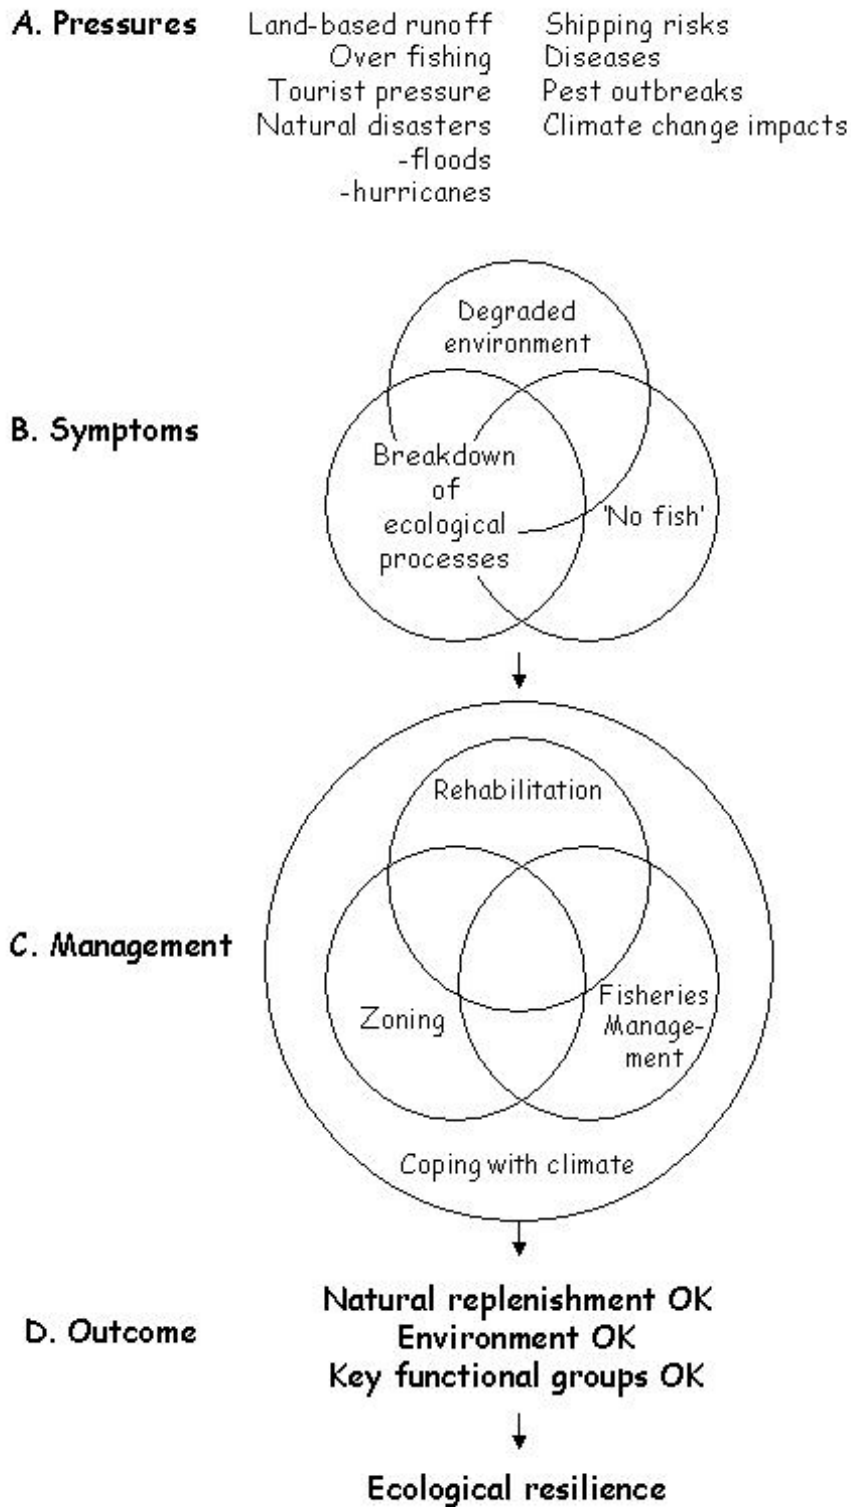 A. Pressures
Land-based runoff
Over fishing
Tourist pressure
Natural disasters
-floods
-hurricanes
Shipping risks
Diseases
Pest outbreaks
Climate change impacts
B. Symptoms
Degraded
environment
Breakdown
of
ecological
processes
'No fish'
C. Management
Rehabilitation
Zoning
Fisheries
Manage-
ment
Coping with climate
D. Outcome
Natural replenishment OK
Environment OK
Key functional groups OK
Ecological resilience